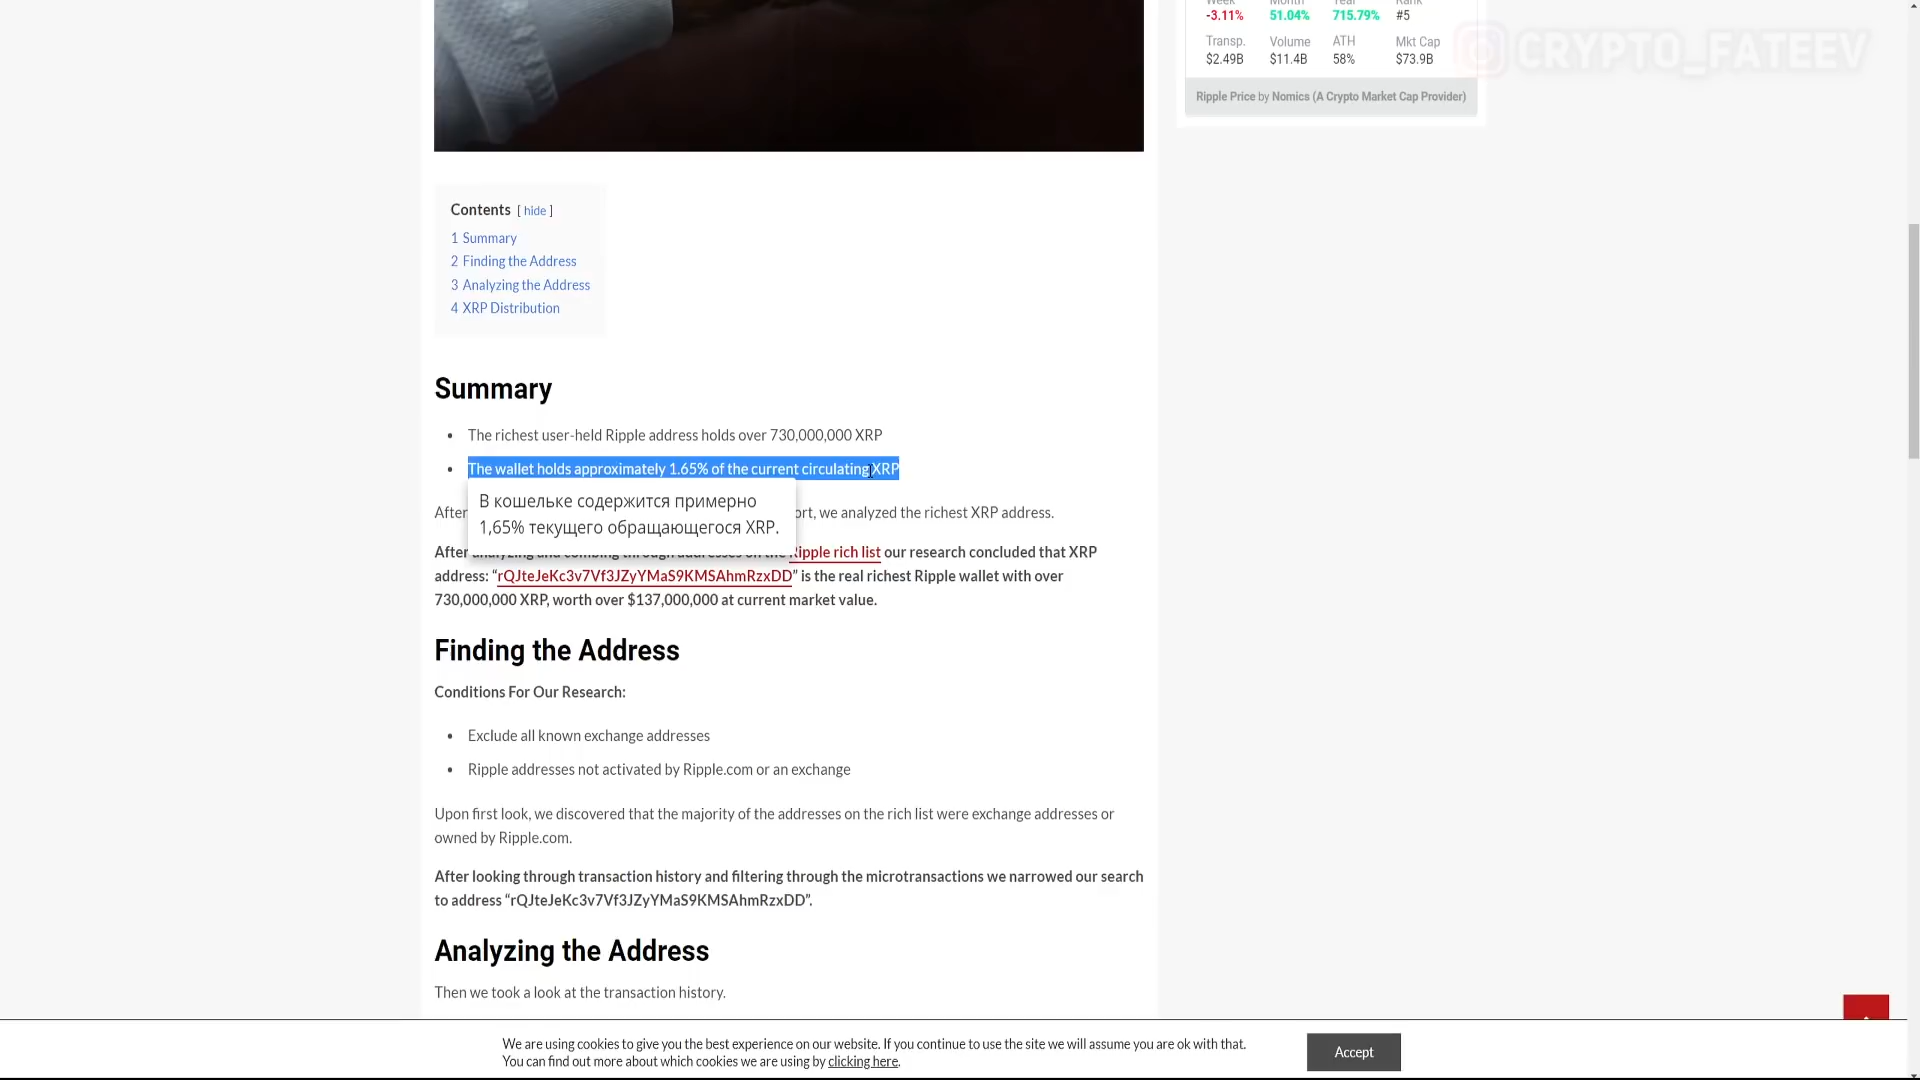 Week Month Year Rank
-3.11% 51.04% 715.79% #5
Transp. Volume ATH Mkt Cap
$2.49B $11.4B 58% $73.9B
Ripple Price by Nomics (A Crypto Market Cap Provider)
CRYPTO_FATEEV
Contents [ hide ]
1 Summary
2 Finding the Address
3 Analyzing the Address
4 XRP Distribution
Summary
• The richest user-held Ripple address holds over 730,000,000 XRP
• The wallet holds approximately 1.65% of the current circulating XRP
В кошельке содержится примерно
1,65% текущего обращающегося XRP.
After ort, we analyzed the richest XRP address.
After analyzing and combing through addresses on the Ripple rich list our research concluded that XRP
address: “rQJteJeKc3v7Vf3JZyYMaS9KMSAhmRzxDD” is the real richest Ripple wallet with over
730,000,000 XRP, worth over $137,000,000 at current market value.
Finding the Address
Conditions For Our Research:
• Exclude all known exchange addresses
• Ripple addresses not activated by Ripple.com or an exchange
Upon first look, we discovered that the majority of the addresses on the rich list were exchange addresses or
owned by Ripple.com.
After looking through transaction history and filtering through the microtransactions we narrowed our search
to address “rQJteJeKc3v7Vf3JZyYMaS9KMSAhmRzxDD”.
Analyzing the Address
Then we took a look at the transaction history.
We are using cookies to give you the best experience on our website. If you continue to use the site we will assume you are ok with that.
You can find out more about which cookies we are using by clicking here.
Accept